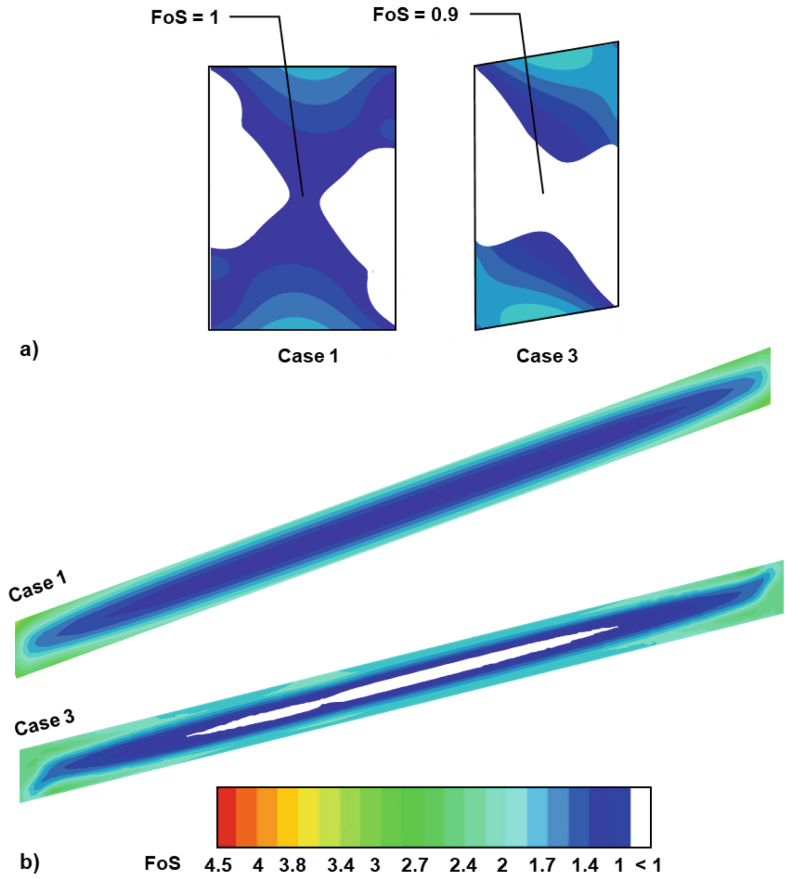 FoS = 1
FoS = 0.9
a)
Case 1
Case 3
Case 1
Case 3
b)
FoS 4.5 4 3.8 3.4 3 2.7 2.4 2 1.7 1.4 1 < 1